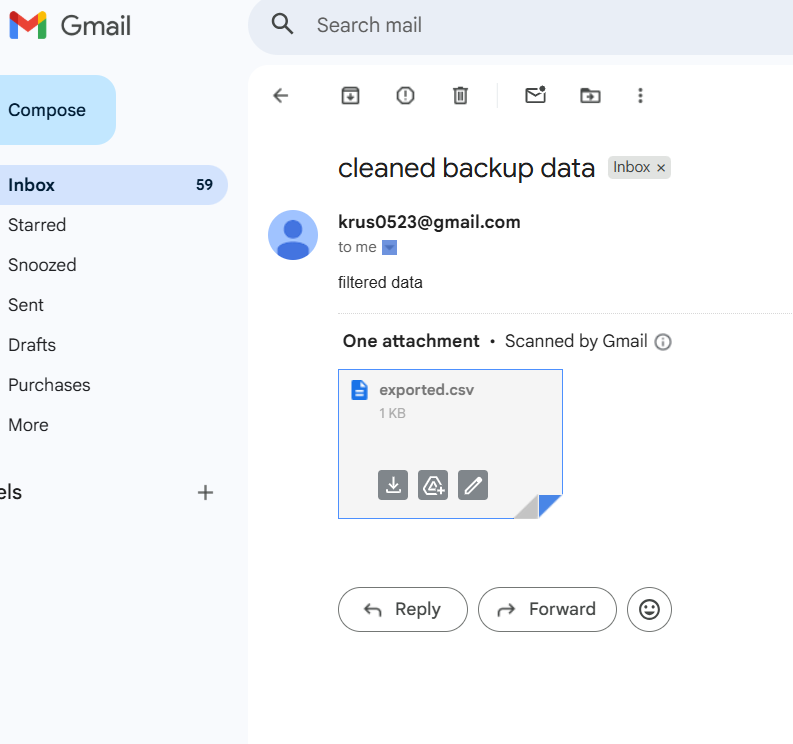 Gmail
Search mail
Compose
Inbox 59
Starred
Snoozed
Sent
Drafts
Purchases
More
els
cleaned backup data Inbox ×
krus0523@gmail.com
to me
filtered data
One attachment • Scanned by Gmail
exported.csv
1 KB
Reply Forward